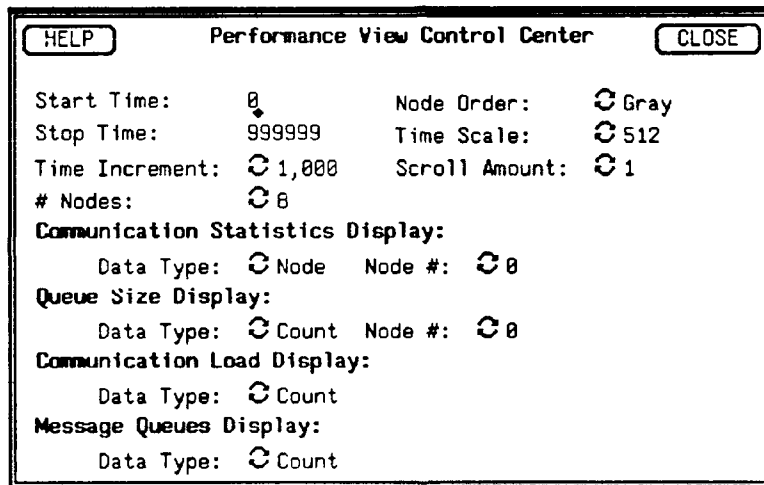 HELP Performance View Control Center CLOSE
Start Time: 0 Node Order: Gray
Stop Time: 999999 Time Scale: 512
Time Increment: 1,000 Scroll Amount: 1
# Nodes: 8
Communication Statistics Display:
Data Type: Node Node #: 0
Queue Size Display:
Data Type: Count Node #: 0
Communication Load Display:
Data Type: Count
Message Queues Display:
Data Type: Count